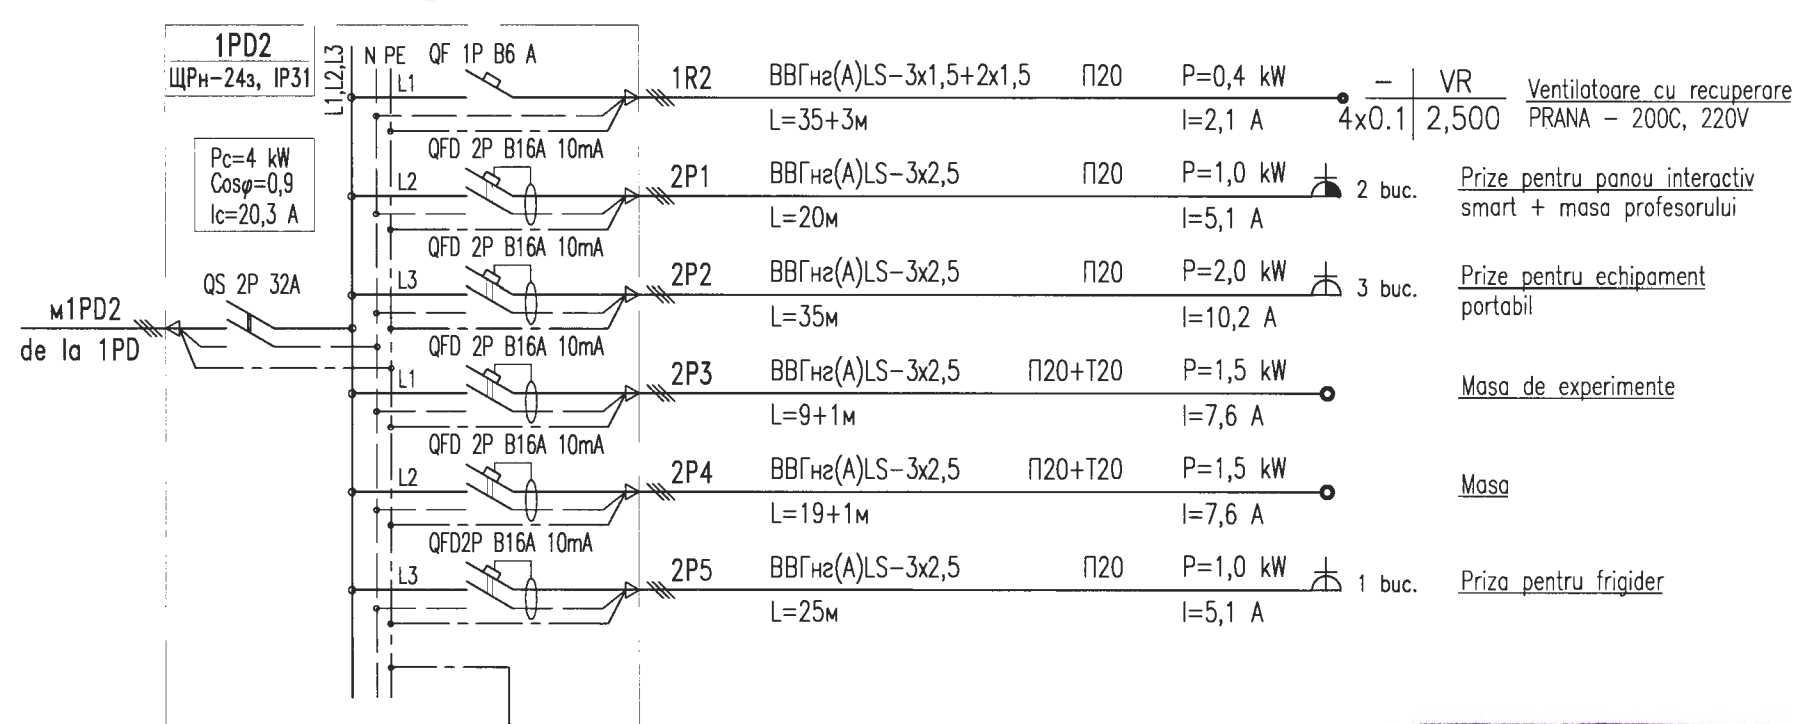 1PD2
ЩРн-24з, IP31
L1,L2,L3
N PE
QF 1P B6 A
L1
1R2
ВВГнг(А)LS-3x1,5+2x1,5
П20
P=0,4 kW
L=35+3м
I=2,1 A
- VR
4x0.1 2,500
Ventilatoare cu recuperare
PRANA - 200C, 220V
Pc=4 kW
Cosφ=0,9
Ic=20,3 A
QFD 2P B16A 10mA
L2
2P1
ВВГнг(А)LS-3x2,5
П20
P=1,0 kW
L=20м
I=5,1 A
2 buc.
Prize pentru panou interactiv
smart + masa profesorului
QFD 2P B16A 10mA
L3
2P2
ВВГнг(А)LS-3x2,5
П20
P=2,0 kW
L=35м
I=10,2 A
3 buc.
Prize pentru echipament
portabil
QS 2P 32A
м1PD2
de la 1PD
QFD 2P B16A 10mA
L1
2P3
ВВГнг(А)LS-3x2,5
П20+Т20
P=1,5 kW
L=9+1м
I=7,6 A
Masa de experimente
QFD 2P B16A 10mA
L2
2P4
ВВГнг(А)LS-3x2,5
П20+Т20
P=1,5 kW
L=19+1м
I=7,6 A
Masa
QFD2P B16A 10mA
L3
2P5
ВВГнг(А)LS-3x2,5
П20
P=1,0 kW
L=25м
I=5,1 A
1 buc.
Priza pentru frigider